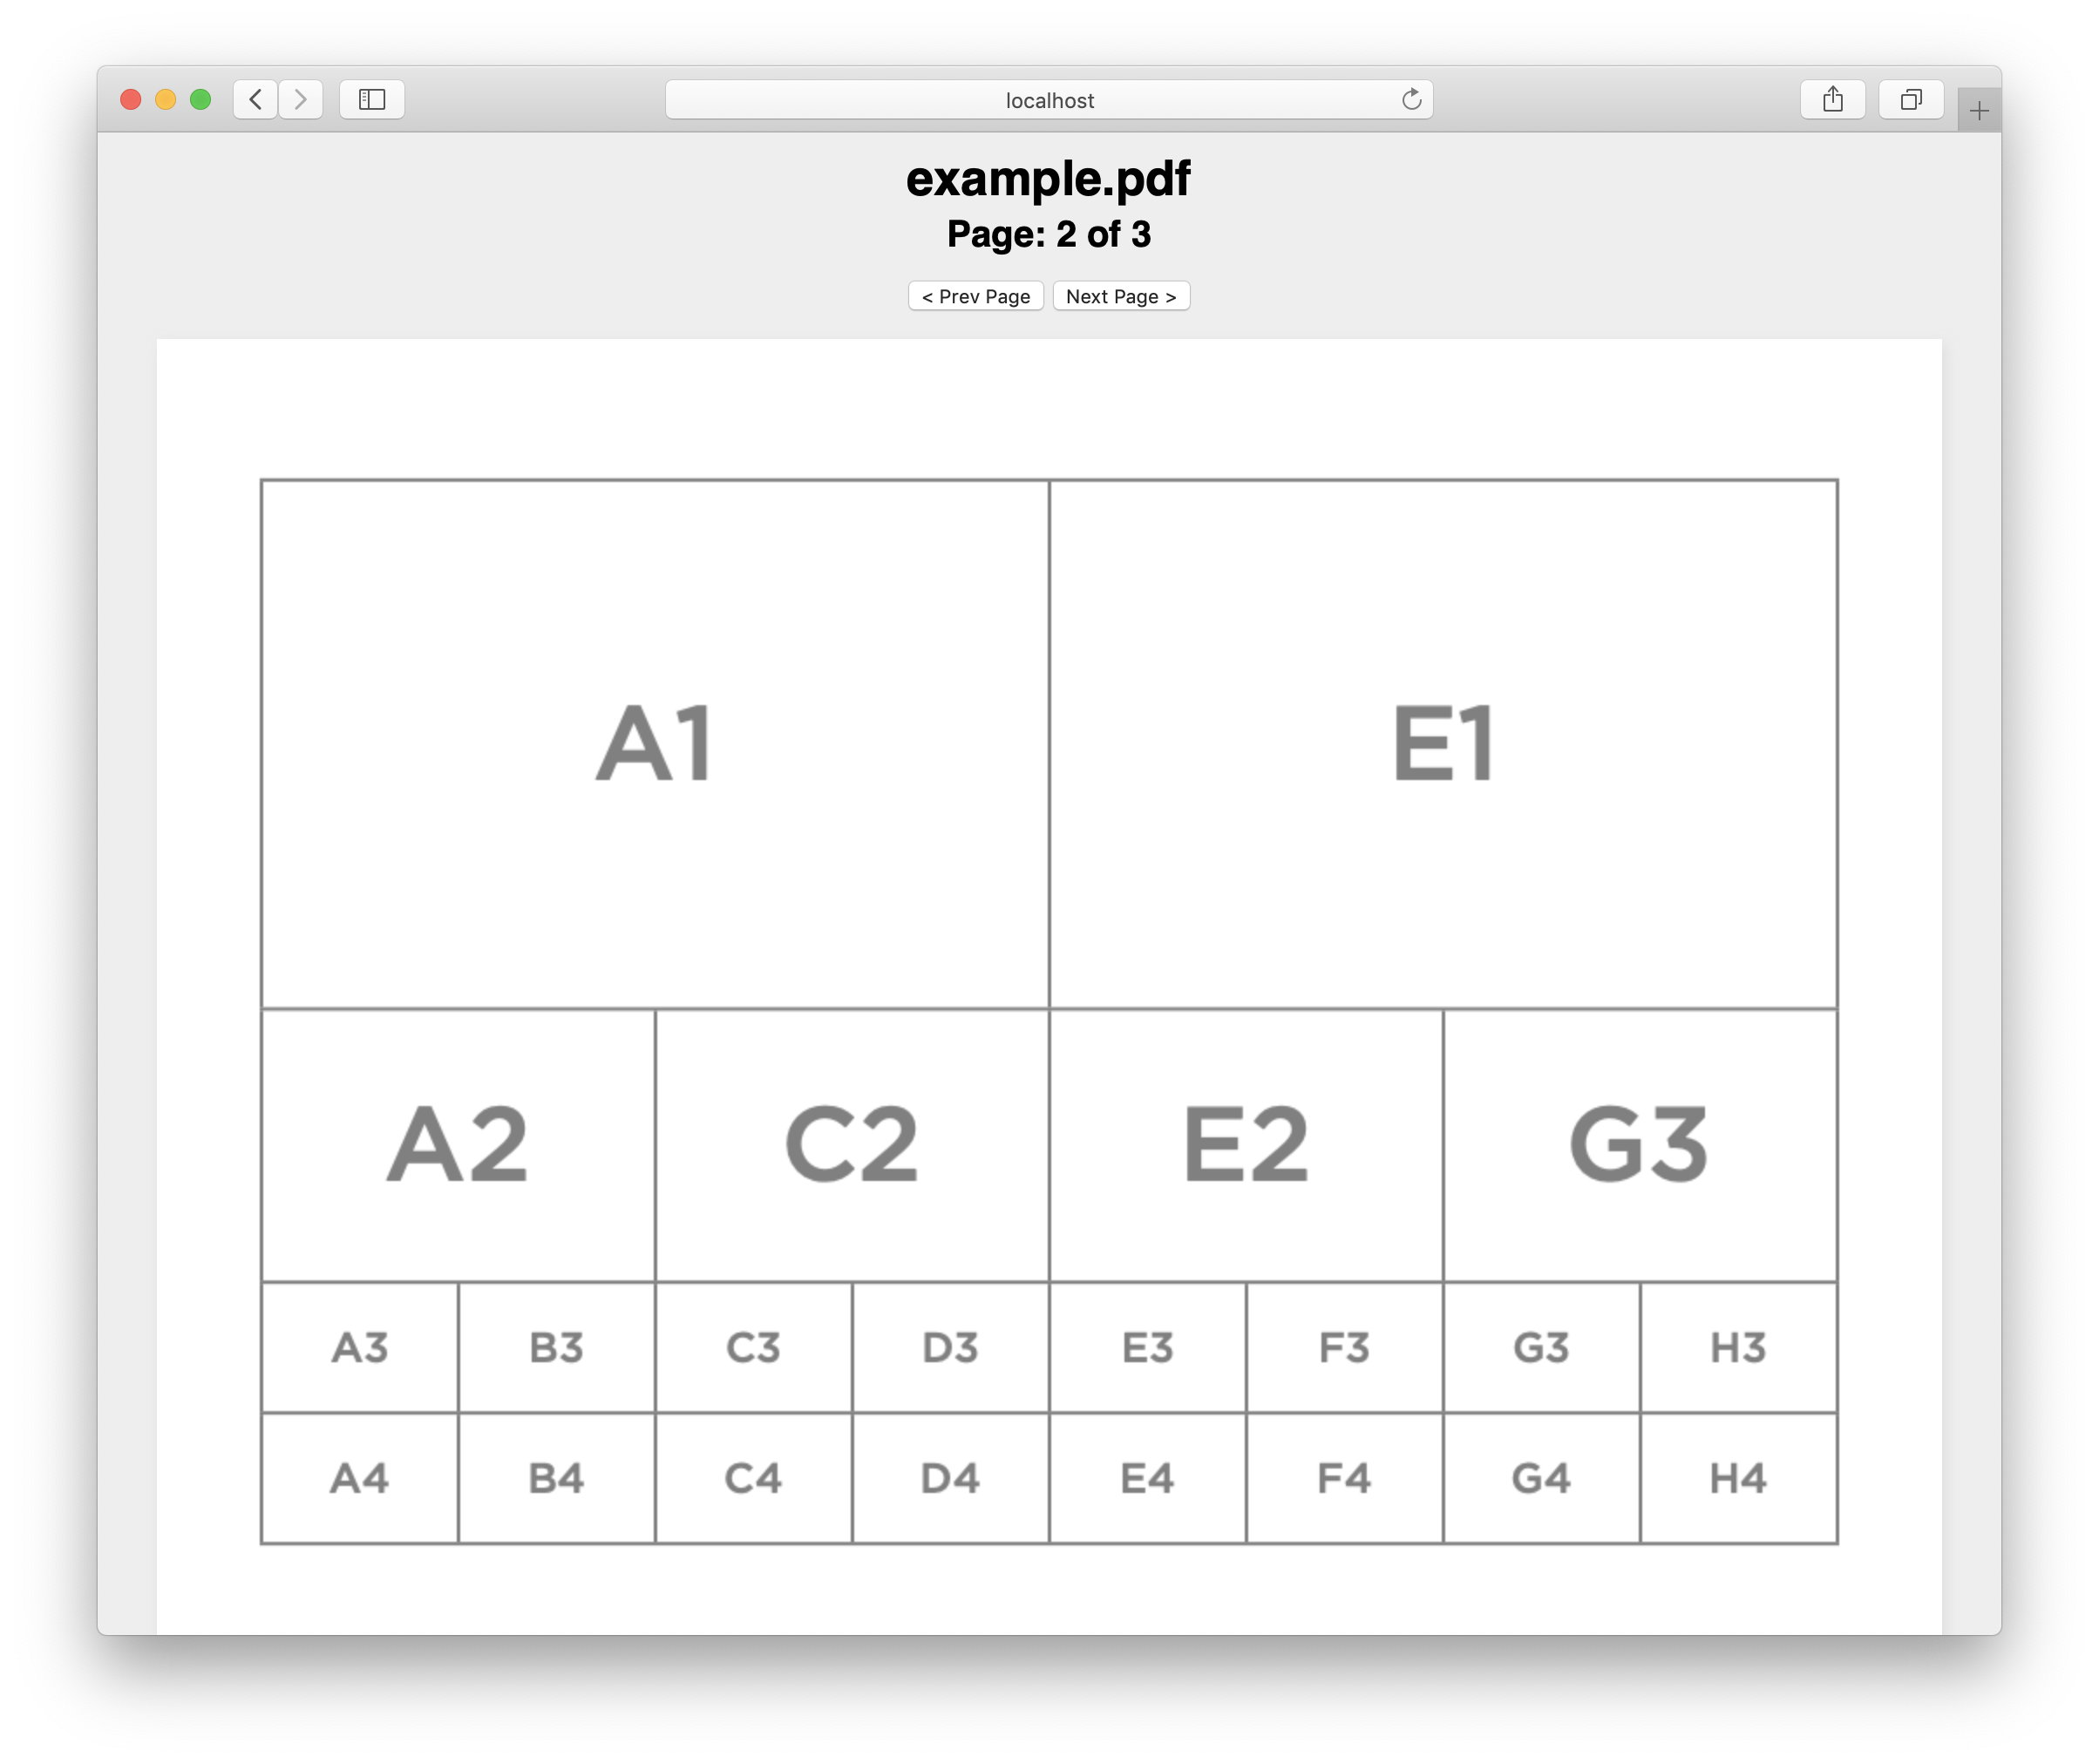 localhost
example.pdf
Page: 2 of 3
< Prev Page Next Page >
A1 E1
A2 C2 E2 G3
A3 B3 C3 D3 E3 F3 G3 H3
A4 B4 C4 D4 E4 F4 G4 H4